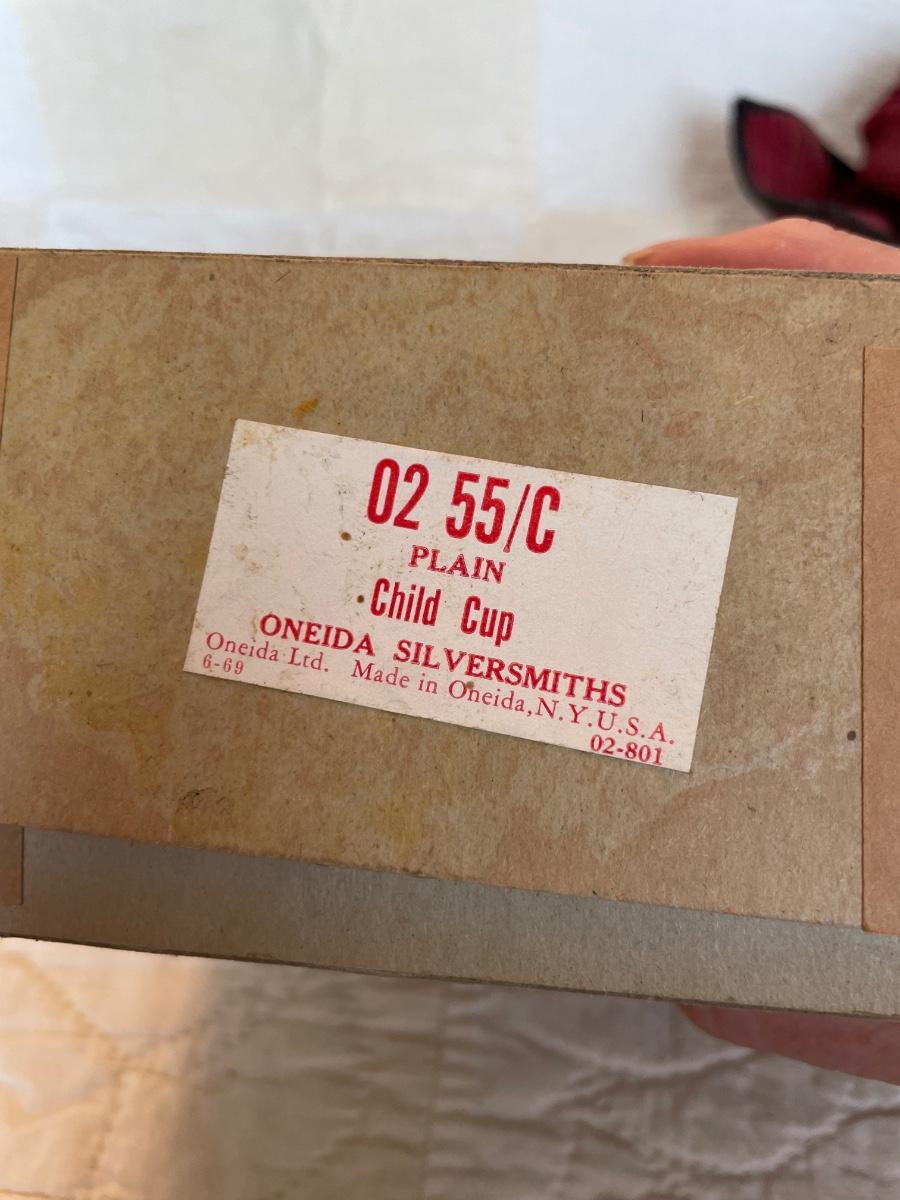 02 55/C
PLAIN
Child Cup
ONEIDA SILVERSMITHS
Oneida Ltd. Made in Oneida, N.Y. U.S.A.
6-69
02-801